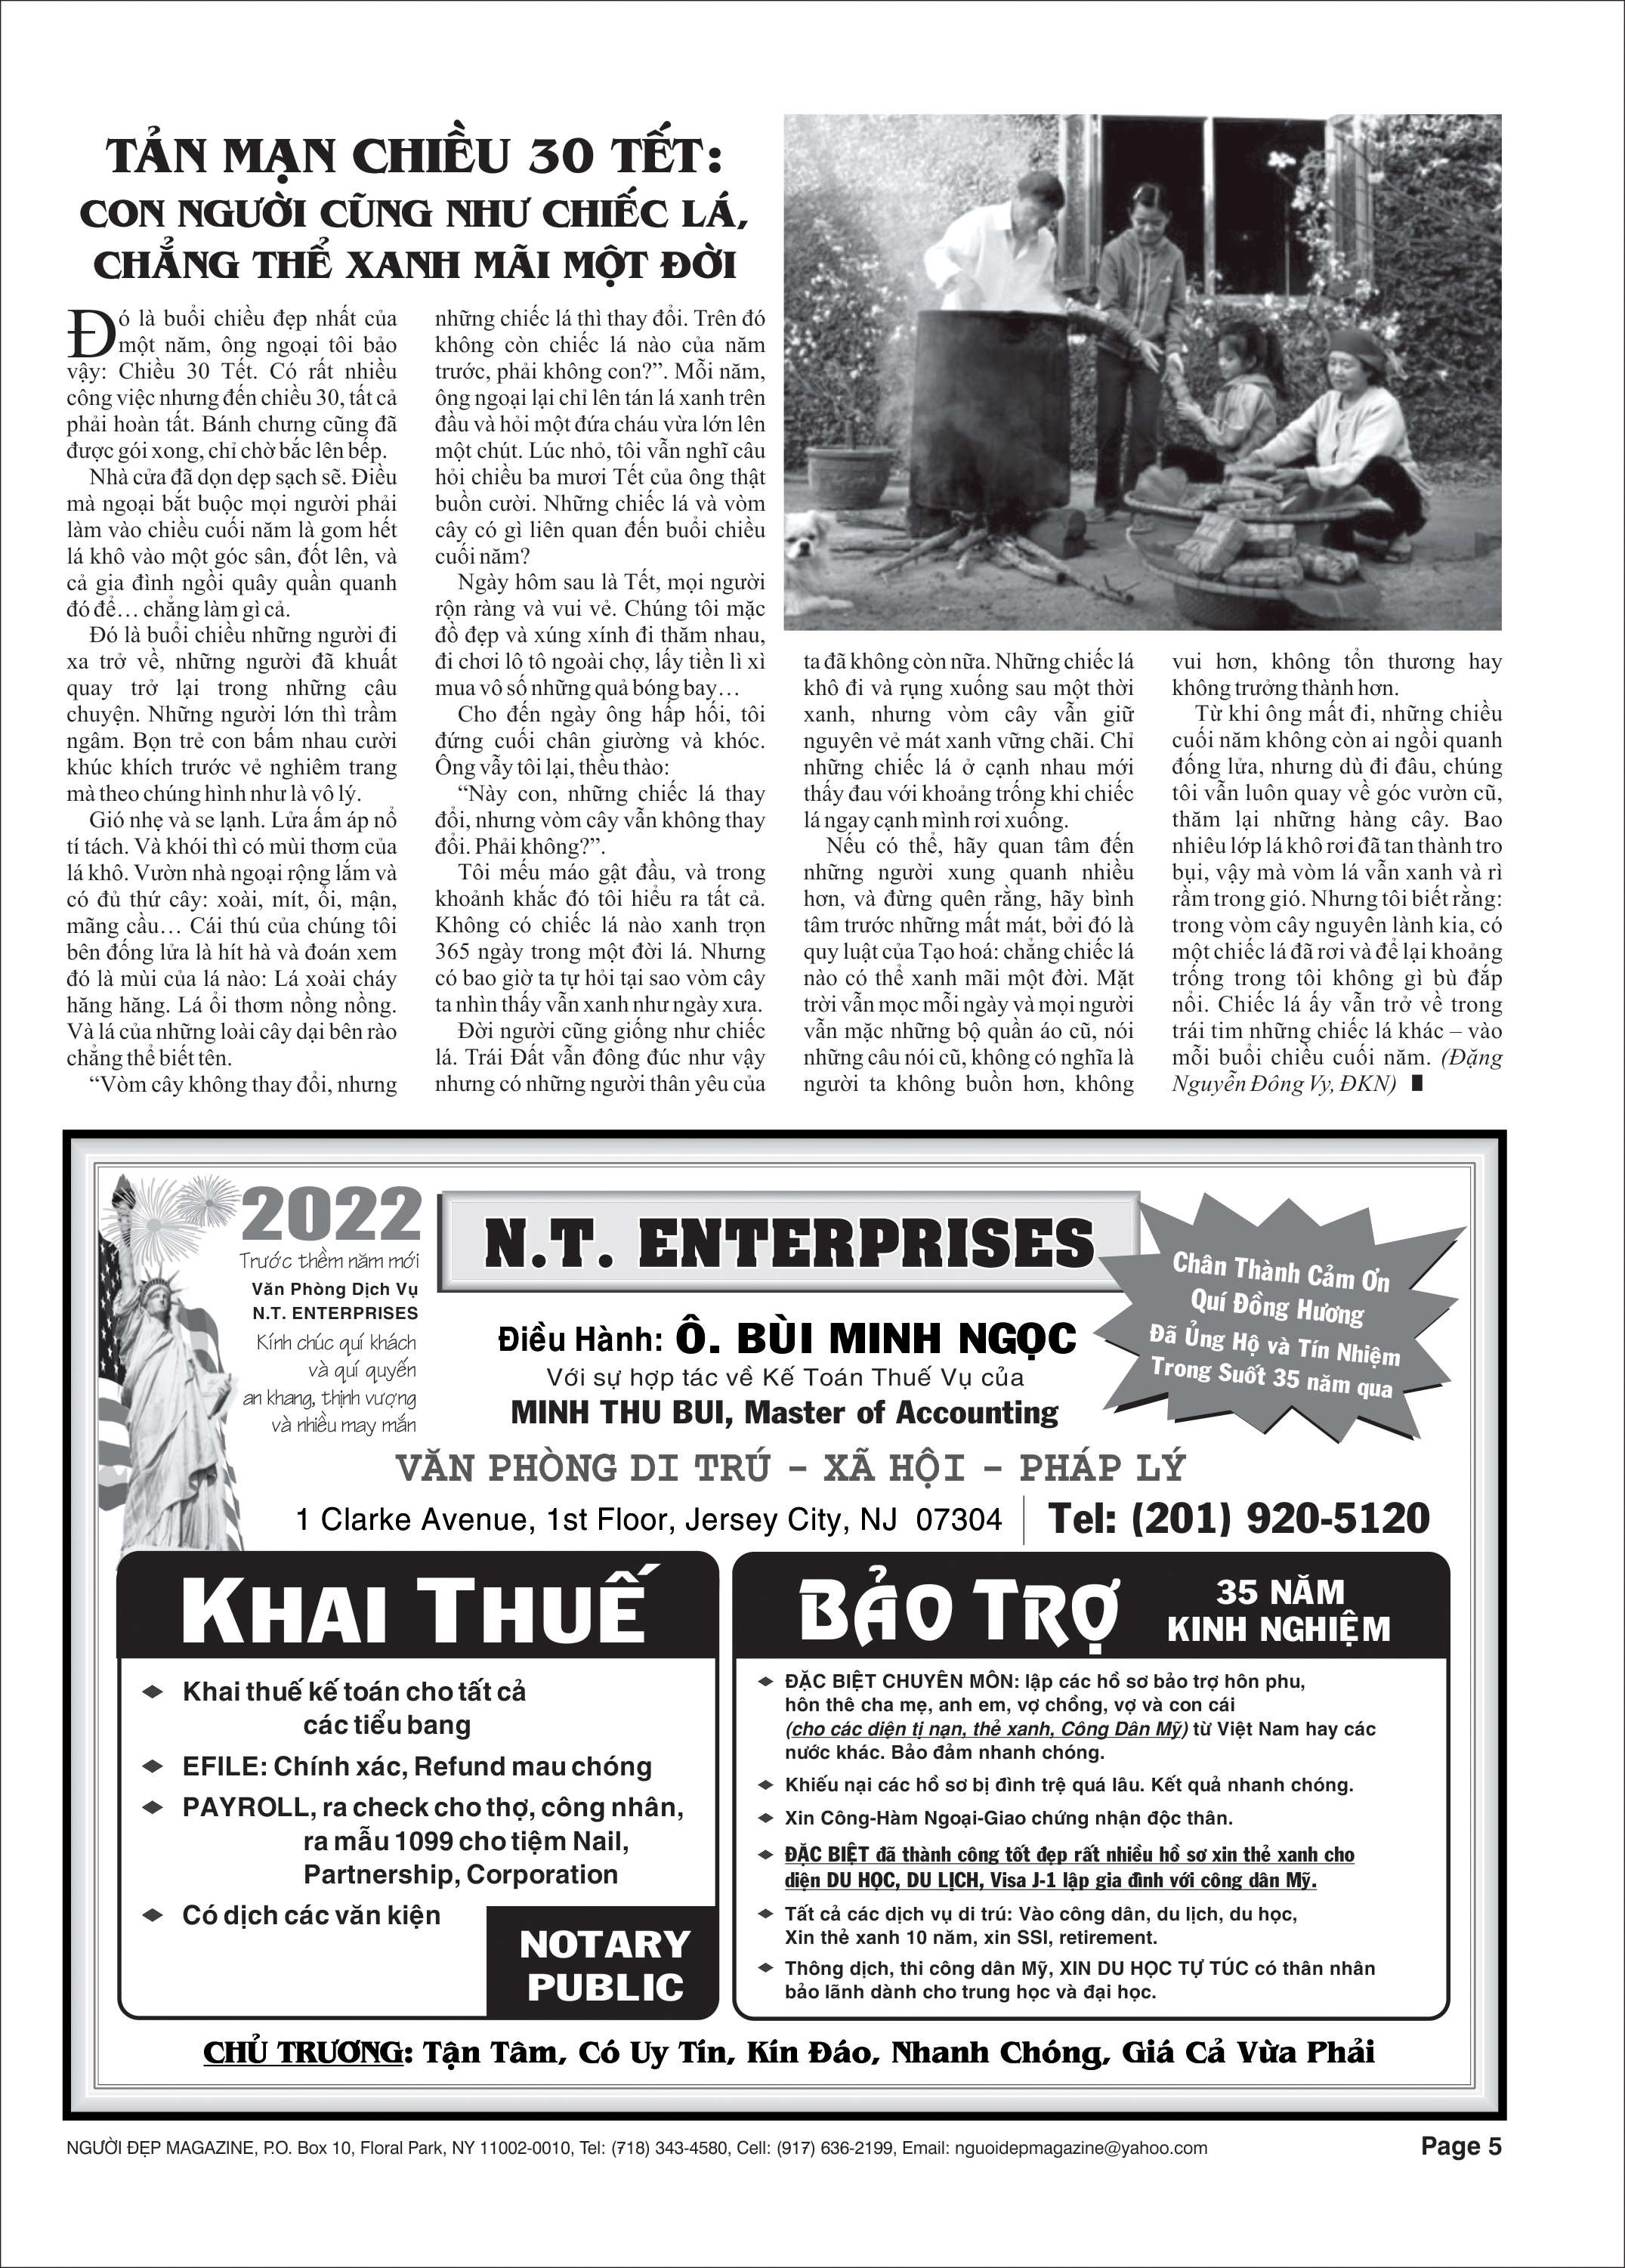 TẢN MẠN CHIỀU 30 TẾT:
CON NGƯỜI CŨNG NHƯ CHIẾC LÁ,
CHẲNG THỂ XANH MÃI MỘT ĐỜI
Đó là buổi chiều đẹp nhất của
một năm, ông ngoại tôi bảo
vậy: Chiều 30 Tết. Có rất nhiều
công việc nhưng đến chiều 30, tất cả
phải hoàn tất. Bánh chưng cũng đã
được gói xong, chỉ chờ bắc lên bếp.
Nhà cửa đã dọn dẹp sạch sẽ. Điều
mà ngoại bắt buộc mọi người phải
làm vào chiều cuối năm là gom hết
lá khô vào một góc sân, đốt lên, và
cả gia đình ngồi quây quần quanh
đó để… chẳng làm gì cả.
Đó là buổi chiều những người đi
xa trở về, những người đã khuất
quay trở lại trong những câu
chuyện. Những người lớn thì trầm
ngâm. Bọn trẻ con bấm nhau cười
khúc khích trước vẻ nghiêm trang
mà theo chúng hình như là vô lý.
Gió nhẹ và se lạnh. Lửa ấm áp nổ
tí tách. Và khói thì có mùi thơm của
lá khô. Vườn nhà ngoại rộng lắm và
có đủ thứ cây: xoài, mít, ổi, mận,
mãng cầu… Cái thú của chúng tôi
bên đống lửa là hít hà và đoán xem
đó là mùi của lá nào: Lá xoài cháy
hăng hăng. Lá ổi thơm nồng nồng.
Và lá của những loài cây dại bên rào
chẳng thể biết tên.
“Vòm cây không thay đổi, nhưng
những chiếc lá thì thay đổi. Trên đó
không còn chiếc lá nào của năm
trước, phải không con?”. Mỗi năm,
ông ngoại lại chỉ lên tán lá xanh trên
đầu và hỏi một đứa cháu vừa lớn lên
một chút. Lúc nhỏ, tôi vẫn nghĩ câu
hỏi chiều ba mươi Tết của ông thật
buồn cười. Những chiếc lá và vòm
cây có gì liên quan đến buổi chiều
cuối năm?
Ngày hôm sau là Tết, mọi người
rộn ràng và vui vẻ. Chúng tôi mặc
đồ đẹp và xúng xính đi thăm nhau,
đi chơi lô tô ngoài chợ, lấy tiền lì xì
mua vô số những quả bóng bay…
Cho đến ngày ông hấp hối, tôi
đứng cuối chân giường và khóc.
Ông vẫy tôi lại, thều thào:
“Này con, những chiếc lá thay
đổi, nhưng vòm cây vẫn không thay
đổi. Phải không?”.
Tôi mếu máo gật đầu, và trong
khoảnh khắc đó tôi hiểu ra tất cả.
Không có chiếc lá nào xanh trọn
365 ngày trong một đời lá. Nhưng
có bao giờ ta tự hỏi tại sao vòm cây
ta nhìn thấy vẫn xanh như ngày xưa.
Đời người cũng giống như chiếc
lá. Trái Đất vẫn đông đúc như vậy
nhưng có những người thân yêu của
ta đã không còn nữa. Những chiếc lá
khô đi và rụng xuống sau một thời
xanh, nhưng vòm cây vẫn giữ
nguyên vẻ mát xanh vững chãi. Chỉ
những chiếc lá ở cạnh nhau mới
thấy đau với khoảng trống khi chiếc
lá ngay cạnh mình rơi xuống.
Nếu có thể, hãy quan tâm đến
những người xung quanh nhiều
hơn, và đừng quên rằng, hãy bình
tâm trước những mất mát, bởi đó là
quy luật của Tạo hoá: chẳng chiếc lá
nào có thể xanh mãi một đời. Mặt
trời vẫn mọc mỗi ngày và mọi người
vẫn mặc những bộ quần áo cũ, nói
những câu nói cũ, không có nghĩa là
người ta không buồn hơn, không
vui hơn, không tổn thương hay
không trưởng thành hơn.
Từ khi ông mất đi, những chiều
cuối năm không còn ai ngồi quanh
đống lửa, nhưng dù đi đâu, chúng
tôi vẫn luôn quay về góc vườn cũ,
thăm lại những hàng cây. Bao
nhiêu lớp lá khô rơi đã tan thành tro
bụi, vậy mà vòm lá vẫn xanh và rì
rầm trong gió. Nhưng tôi biết rằng:
trong vòm cây nguyên lành kia, có
một chiếc lá đã rơi và để lại khoảng
trống trong tôi không gì bù đắp
nổi. Chiếc lá ấy vẫn trở về trong
trái tim những chiếc lá khác – vào
mỗi buổi chiều cuối năm. (Đặng
Nguyễn Đông Vy, ĐKN)
2022
Trước thềm năm mới
Văn Phòng Dịch Vụ
N.T. ENTERPRISES
Kính chúc quí khách
và quí quyến
an khang, thịnh vượng
và nhiều may mắn
N.T. ENTERPRISES
Điều Hành: Ô. BÙI MINH NGỌC
Với sự hợp tác về Kế Toán Thuế Vụ của
MINH THU BUI, Master of Accounting
Chân Thành Cảm Ơn
Quí Đồng Hương
Đã Ủng Hộ và Tín Nhiệm
Trong Suốt 35 năm qua
VĂN PHÒNG DI TRÚ - XÃ HỘI - PHÁP LÝ
1 Clarke Avenue, 1st Floor, Jersey City, NJ 07304
Tel: (201) 920-5120
KHAI THUẾ
Khai thuế kế toán cho tất cả
các tiểu bang
EFILE: Chính xác, Refund mau chóng
PAYROLL, ra check cho thợ, công nhân,
ra mẫu 1099 cho tiệm Nail,
Partnership, Corporation
Có dịch các văn kiện
NOTARY
PUBLIC
BẢO TRỢ
35 NĂM
KINH NGHIỆM
ĐẶC BIỆT CHUYÊN MÔN: lập các hồ sơ bảo trợ hôn phu,
hôn thê cha mẹ, anh em, vợ chồng, vợ và con cái
(cho các diện tị nạn, thẻ xanh, Công Dân Mỹ) từ Việt Nam hay các
nước khác. Bảo đảm nhanh chóng.
Khiếu nại các hồ sơ bị đình trệ quá lâu. Kết quả nhanh chóng.
Xin Công-Hàm Ngoại-Giao chứng nhận độc thân.
ĐẶC BIỆT đã thành công tốt đẹp rất nhiều hồ sơ xin thẻ xanh cho
diện DU HỌC, DU LỊCH, Visa J-1 lập gia đình với công dân Mỹ.
Tất cả các dịch vụ di trú: Vào công dân, du lịch, du học,
Xin thẻ xanh 10 năm, xin SSI, retirement.
Thông dịch, thi công dân Mỹ, XIN DU HỌC TỰ TÚC có thân nhân
bảo lãnh dành cho trung học và đại học.
CHỦ TRƯƠNG: Tận Tâm, Có Uy Tín, Kín Đáo, Nhanh Chóng, Giá Cả Vừa Phải
NGƯỜI ĐẸP MAGAZINE, P.O. Box 10, Floral Park, NY 11002-0010, Tel: (718) 343-4580, Cell: (917) 636-2199, Email: nguoidepmagazine@yahoo.com
Page 5